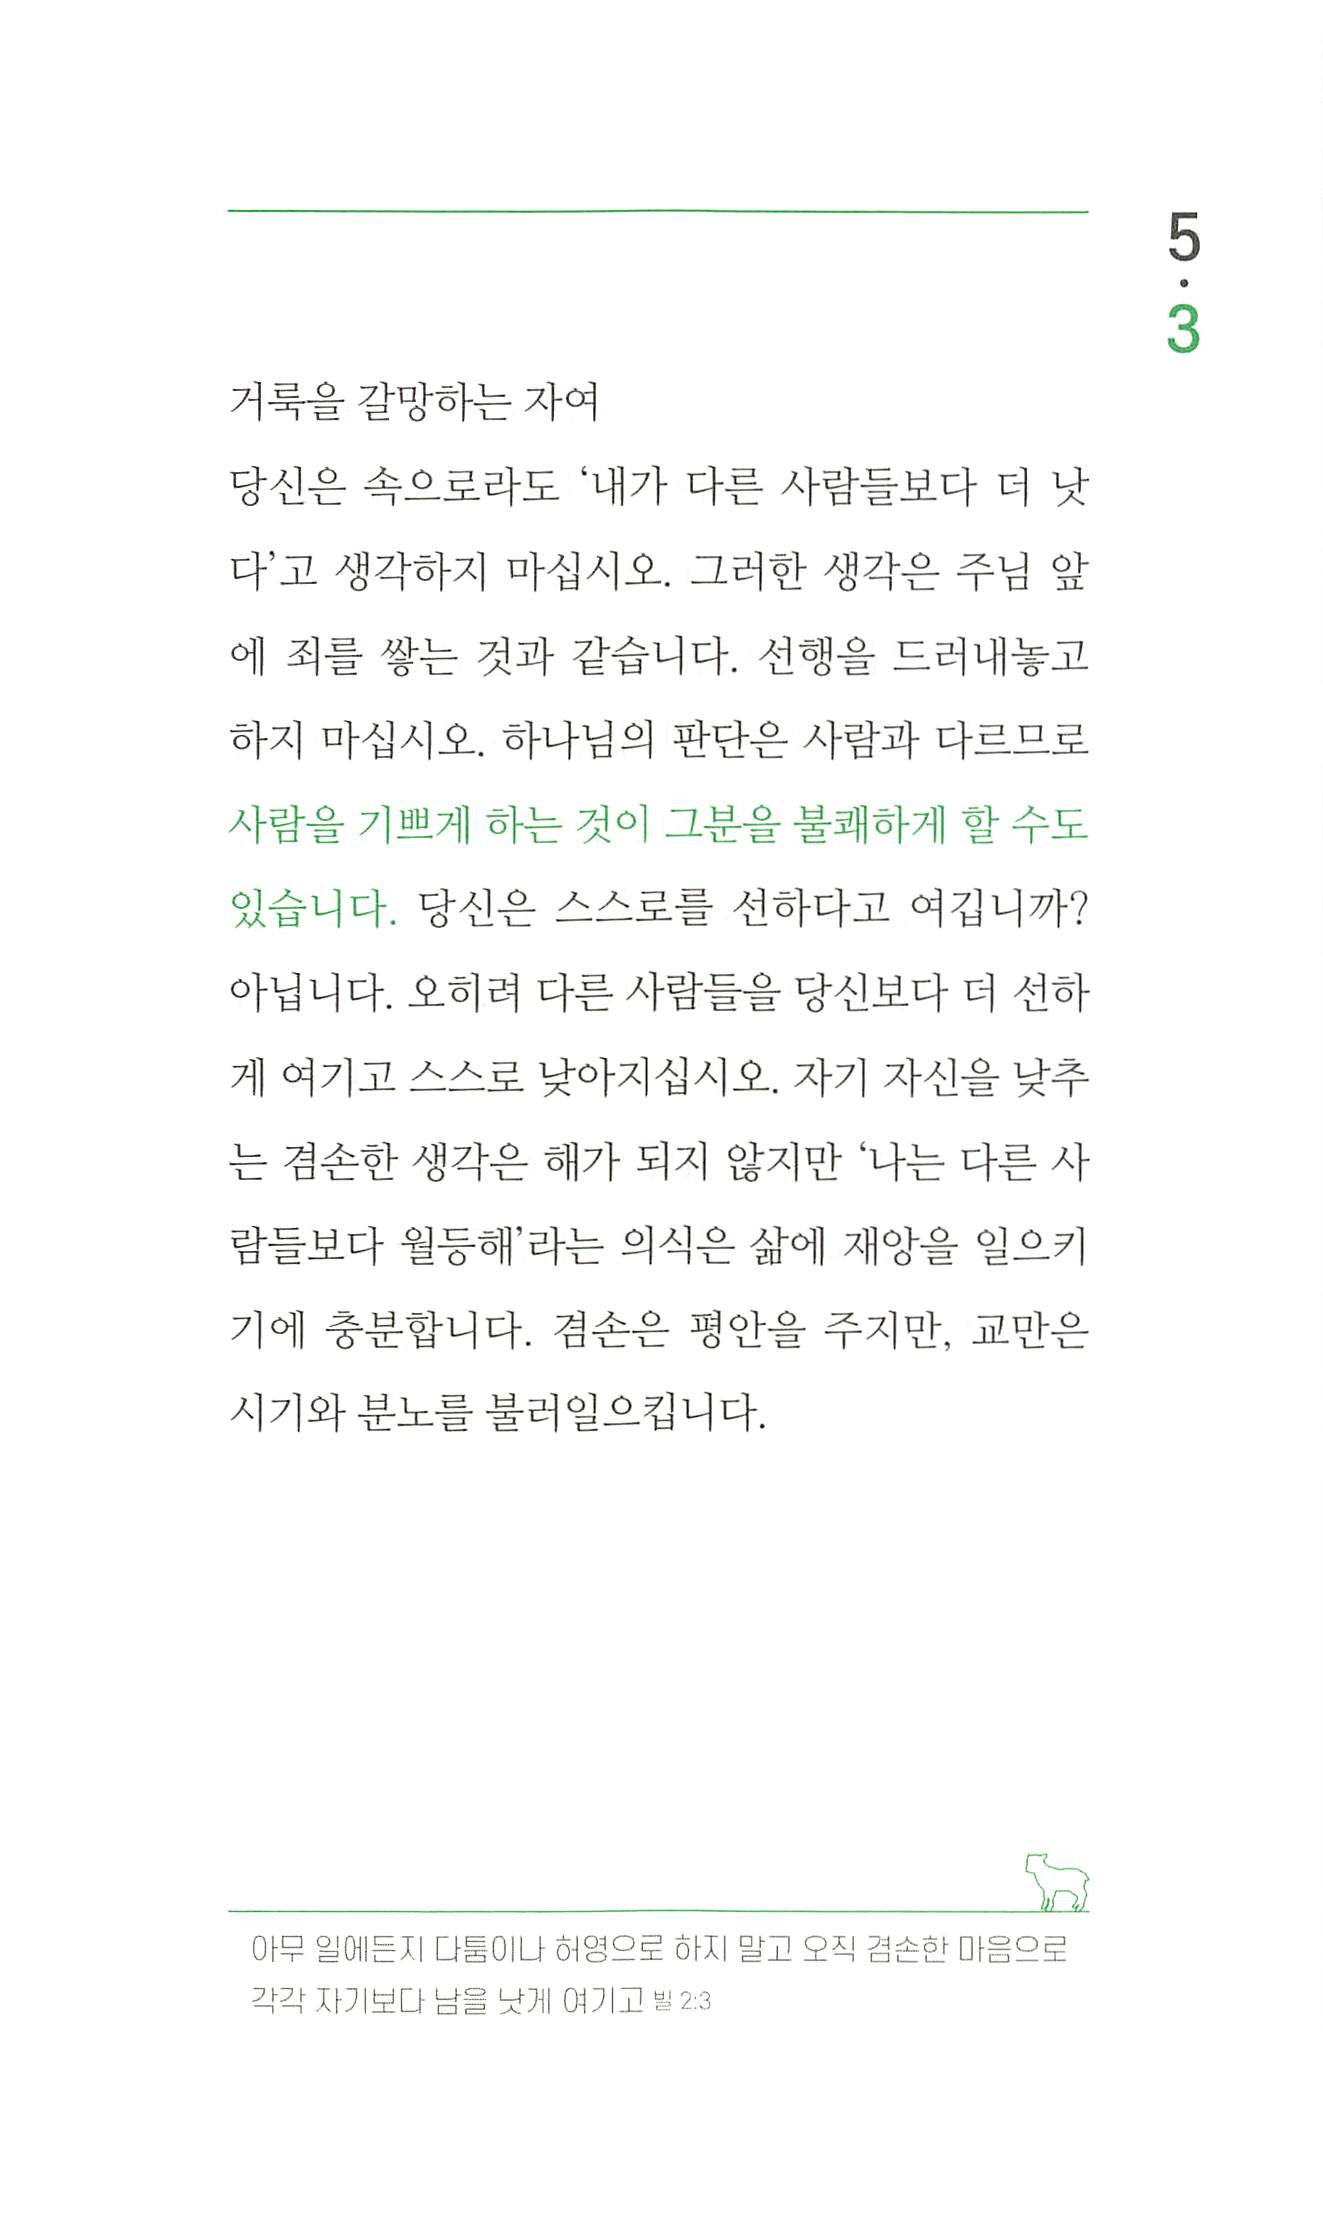 5
·
3
거룩을 갈망하는 자여
당신은 속으로라도 ‘내가 다른 사람들보다 더 낫
다’고 생각하지 마십시오. 그러한 생각은 주님 앞
에 죄를 쌓는 것과 같습니다. 선행을 드러내놓고
하지 마십시오. 하나님의 판단은 사람과 다르므로
사람을 기쁘게 하는 것이 그분을 불쾌하게 할 수도
있습니다. 당신은 스스로를 선하다고 여깁니까?
아닙니다. 오히려 다른 사람들을 당신보다 더 선하
게 여기고 스스로 낮아지십시오. 자기 자신을 낮추
는 겸손한 생각은 해가 되지 않지만 ‘나는 다른 사
람들보다 월등해’라는 의식은 삶에 재앙을 일으키
기에 충분합니다. 겸손은 평안을 주지만, 교만은
시기와 분노를 불러일으킵니다.
아무 일에든지 다툼이나 허영으로 하지 말고 오직 겸손한 마음으로
각각 자기보다 남을 낫게 여기고 빌 2:3